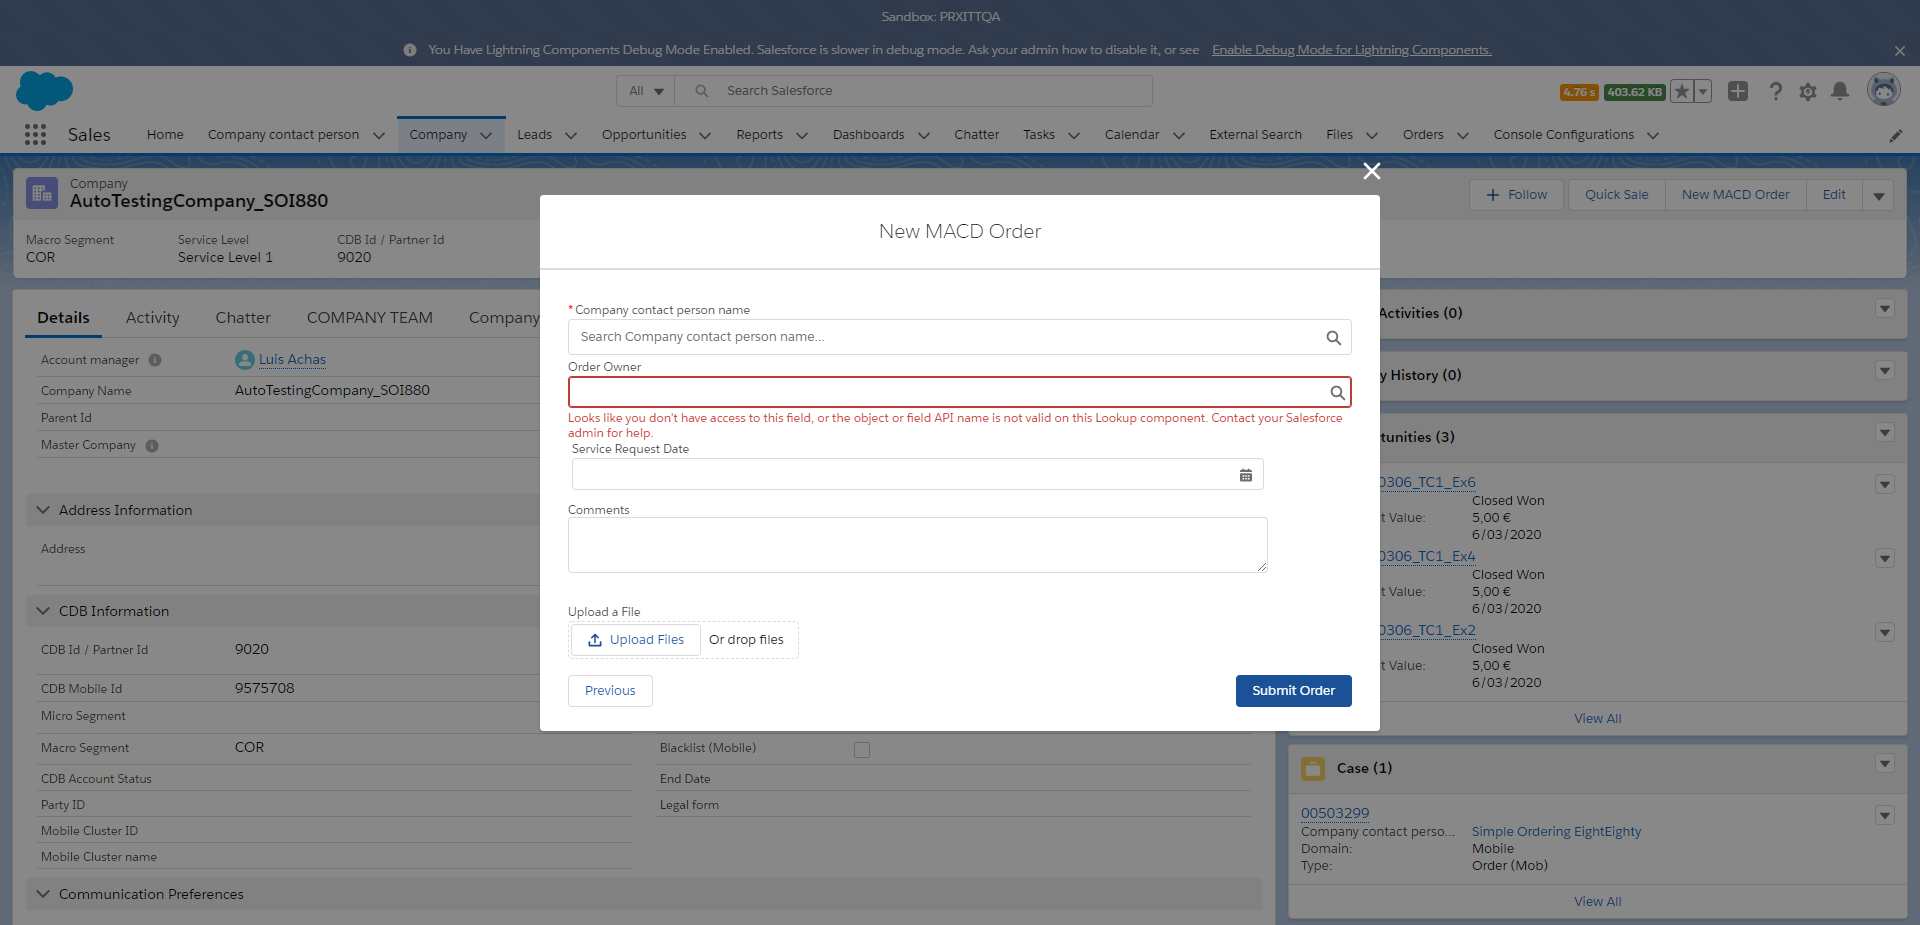 Sandbox: PRXITTQA
You Have Lightning Components Debug Mode Enabled. Salesforce is slower in debug mode. Ask your admin how to disable it, or see Enable Debug Mode for Lightning Components.
All Search Salesforce 4.76 s 403.62 KB
Sales Home Company contact person Company Leads Opportunities Reports Dashboards Chatter Tasks Calendar External Search Files Orders Console Configurations
Company
AutoTestingCompany_SOI880
Follow Quick Sale New MACD Order Edit
Macro Segment Service Level CDB Id / Partner Id
COR Service Level 1 9020
Details Activity Chatter COMPANY TEAM Company
Account manager Luis Achas
Company Name AutoTestingCompany_SOI880
Parent Id
Master Company
Address Information
Address
CDB Information
CDB Id / Partner Id 9020
CDB Mobile Id 9575708
Micro Segment
Macro Segment COR
CDB Account Status
Party ID
Mobile Cluster ID
Mobile Cluster name
Communication Preferences
Blacklist (Mobile)
End Date
Legal form
New MACD Order
* Company contact person name
Search Company contact person name...
Order Owner
Looks like you don't have access to this field, or the object or field API name is not valid on this Lookup component. Contact your Salesforce
admin for help.
Service Request Date
Comments
Upload a File
Upload Files Or drop files
Previous Submit Order
Activities (0)
y History (0)
tunities (3)
0306_TC1_Ex6
Closed Won
t Value: 5,00 €
6/03/2020
0306_TC1_Ex4
Closed Won
t Value: 5,00 €
6/03/2020
0306_TC1_Ex2
Closed Won
t Value: 5,00 €
6/03/2020
View All
Case (1)
00503299
Company contact perso... Simple Ordering EightEighty
Domain: Mobile
Type: Order (Mob)
View All